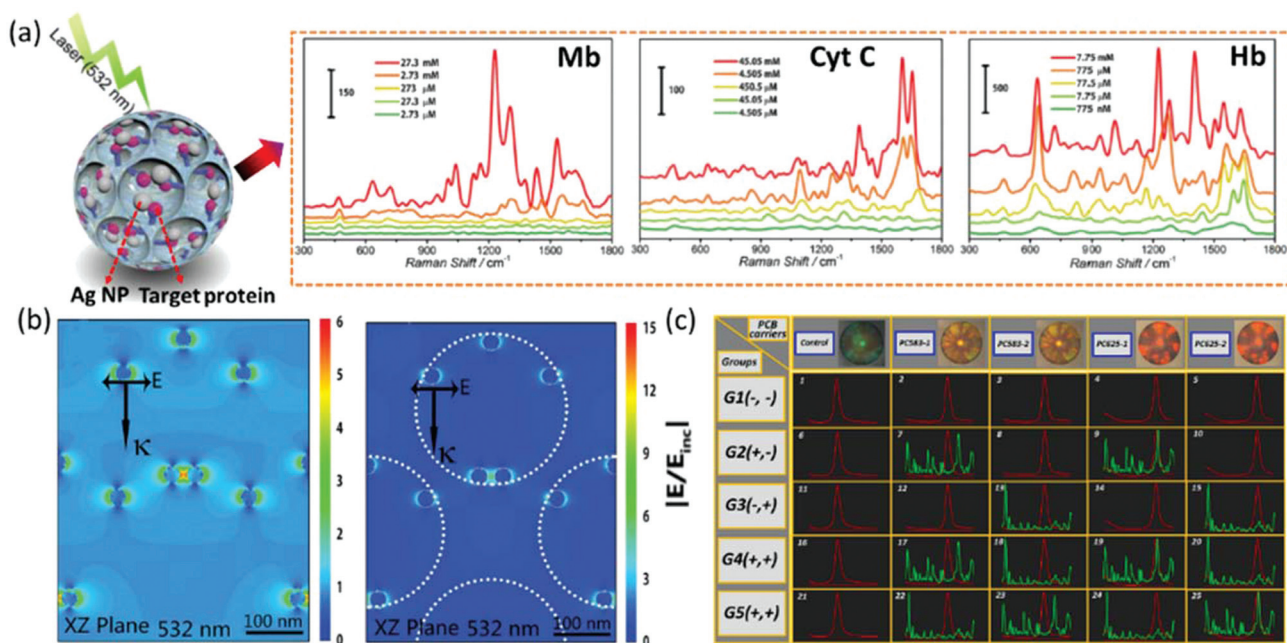 (a)
Laser (532 nm)
Ag NP Target protein
Mb
27.3 mM
2.73 mM
273 μM
27.3 μM
2.73 μM
150
300 600 900 1200 1500 1800
Raman Shift / cm-1
Cyt C
45.05 mM
4.505 mM
450.5 μM
45.05 μM
4.505 μM
100
300 600 900 1200 1500 1800
Raman Shift / cm-1
Hb
7.75 mM
775 μM
77.5 μM
7.75 μM
775 nM
500
300 600 900 1200 1500 1800
Raman Shift / cm-1
(b)
E
K
XZ Plane 532 nm
100 nm
6
5
4
3
2
1
0
E
K
XZ Plane 532 nm
100 nm
15
12
9
6
3
0
|E/Einc|
(c)
PCB carriers
Groups
Control
PC583-1
PC583-2
PC625-1
PC625-2
G1(-, -)
1 2 3 4 5
G2(+,-)
6 7 8 9 10
G3(-,+)
11 12 13 14 15
G4(+,+)
16 17 18 19 20
G5(+,+)
21 22 23 24 25